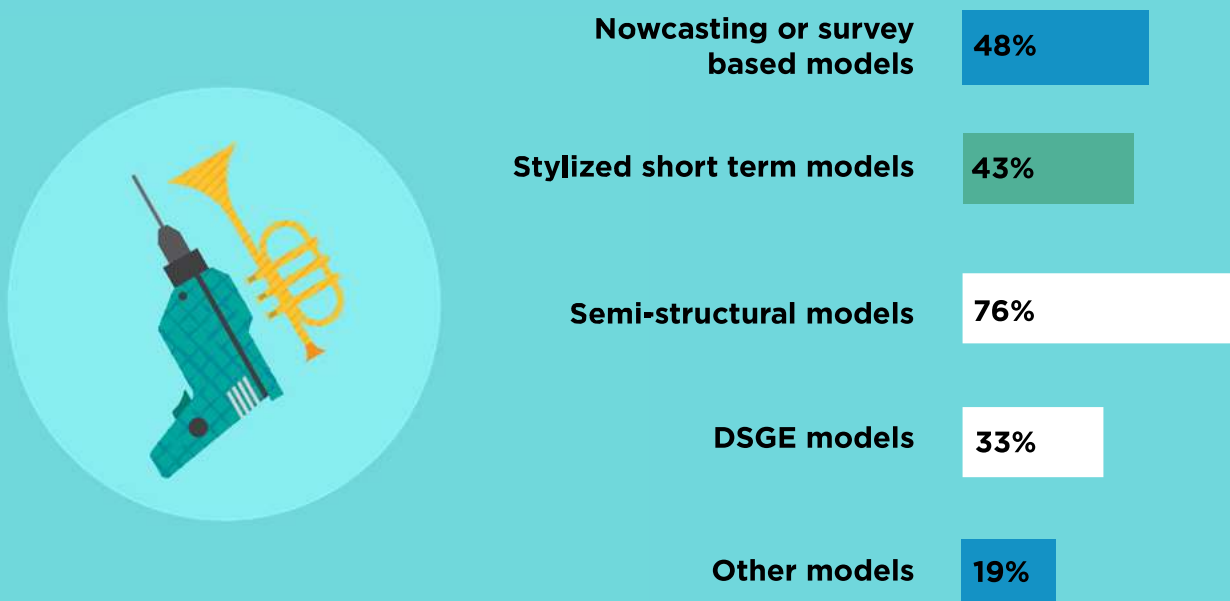 Nowcasting or survey
based models
48%
Stylized short term models
43%
Semi-structural models
76%
DSGE models
33%
Other models
19%